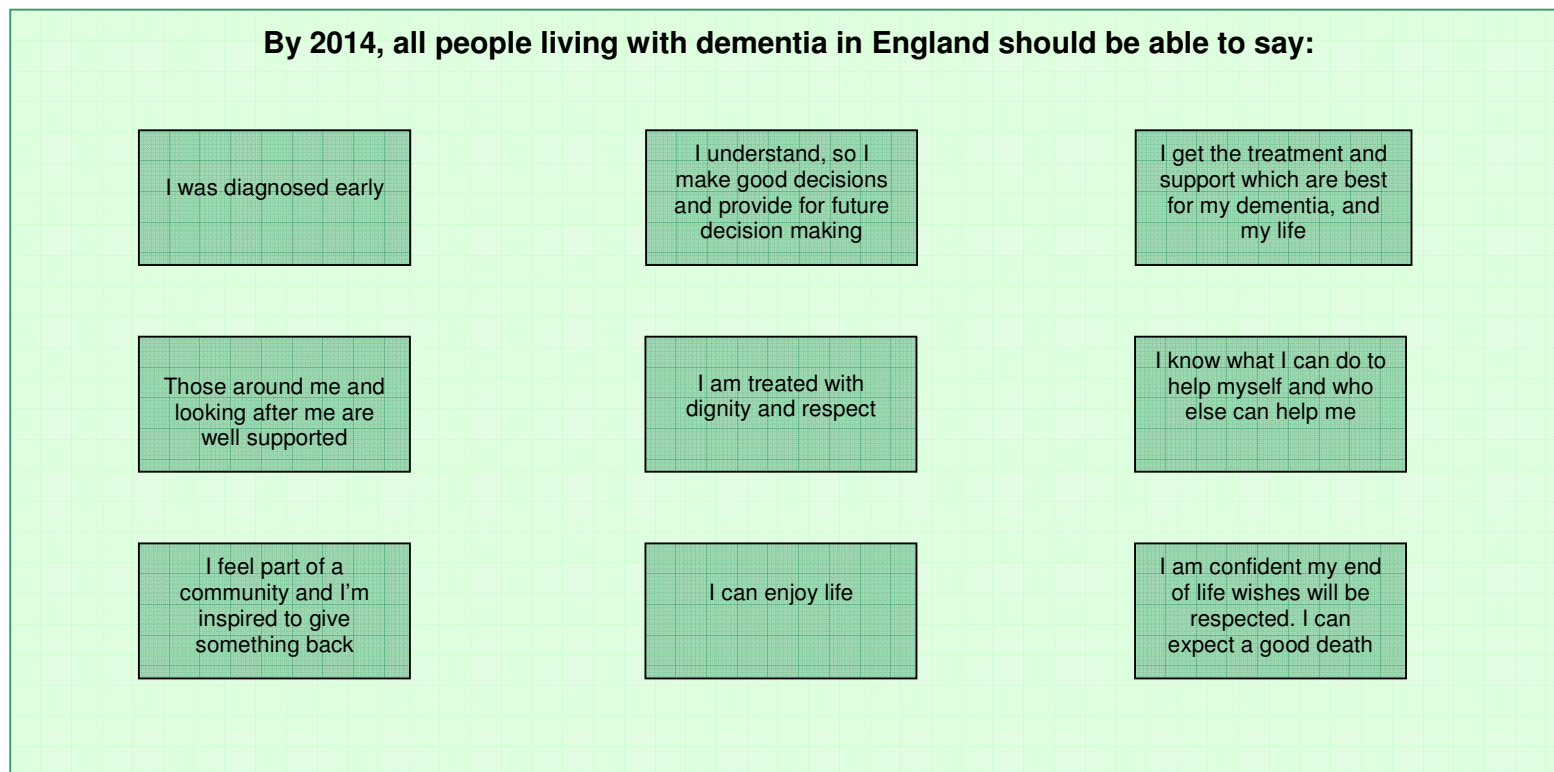 By 2014, all people living with dementia in England should be able to say:
I was diagnosed early
I understand, so I
make good decisions
and provide for future
decision making
I get the treatment and
support which are best
for my dementia, and
my life
Those around me and
looking after me are
well supported
I am treated with
dignity and respect
I know what I can do to
help myself and who
else can help me
I feel part of a
community and I’m
inspired to give
something back
I can enjoy life
I am confident my end
of life wishes will be
respected. I can
expect a good death